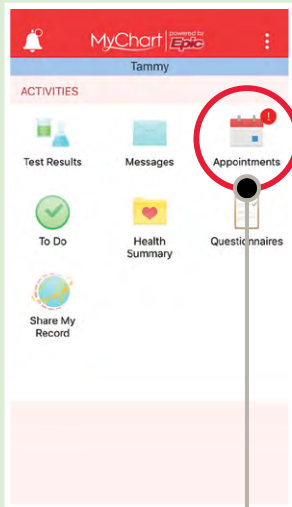 MyChart powered by Epic
Tammy
ACTIVITIES
Test Results Messages Appointments
To Do Health Summary Questionnaires
Share My Record